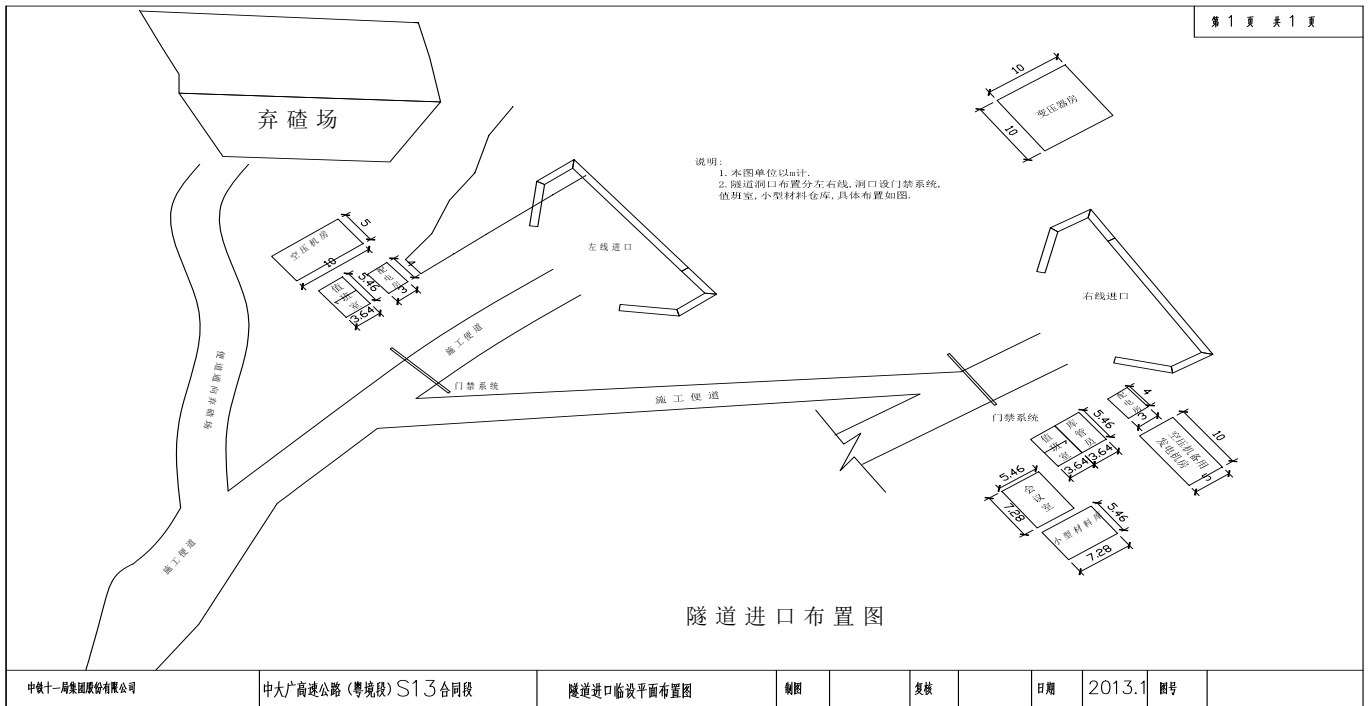 第 1 页 共 1 页
弃碴场
10
变压器房
10
说明:
1. 本图单位以m计.
2. 隧道洞口布置分左右线, 洞口设门禁系统,
值班室, 小型材料仓库, 具体布置如图.
5
空压机房
10
左线进口
4
配电房
3
5.46
值班室
3.64
右线进口
施工便道
便道通向弃碴场
门禁系统
施工便道
4
配电房
3
门禁系统
5.46
库管房
值班室
3.64
3.64
10
空压机备用
发电机房
5
5.46
会议室
7.28
5.46
小型材料库
7.28
施工便道
隧道进口布置图
中铁十一局集团股份有限公司
中大广高速公路（粤境段）S13合同段
隧道进口临设平面布置图
制图
复核
日期
2013.1
图号